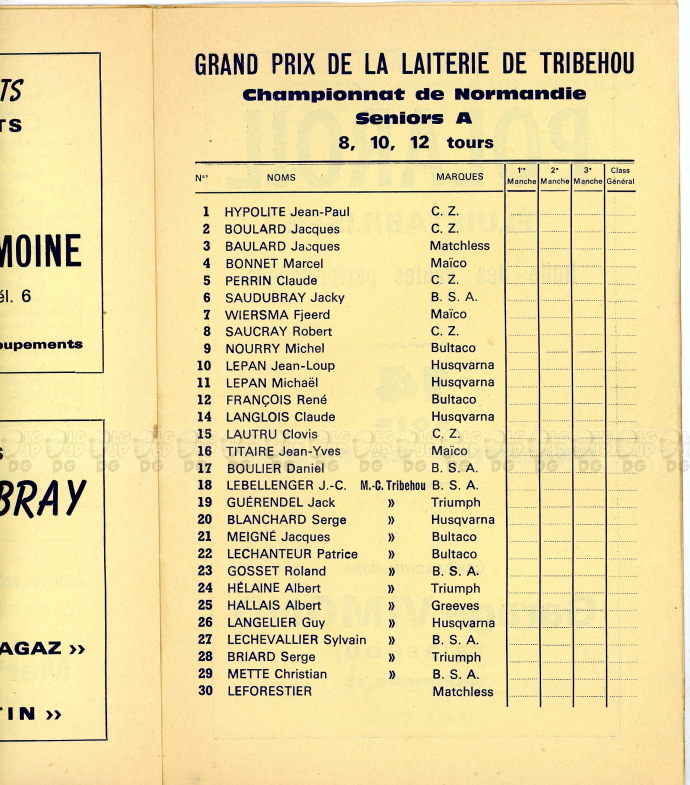 TS
TS
MOINE
él. 6
oupements
s
BRAY
AGAZ »
TIN »
GRAND PRIX DE LA LAITERIE DE TRIBEHOU
Championnat de Normandie
Seniors A
8, 10, 12 tours
Nos NOMS MARQUES 1re Manche 2e Manche 3e Manche Class Général
1 HYPOLITE Jean-Paul C. Z.
2 BOULARD Jacques C. Z.
3 BAULARD Jacques Matchless
4 BONNET Marcel Maïco
5 PERRIN Claude C. Z.
6 SAUDUBRAY Jacky B. S. A.
7 WIERSMA Fjeerd Maïco
8 SAUCRAY Robert C. Z.
9 NOURRY Michel Bultaco
10 LEPAN Jean-Loup Husqvarna
11 LEPAN Michaël Husqvarna
12 FRANÇOIS René Bultaco
14 LANGLOIS Claude Husqvarna
15 LAUTRU Clovis C. Z.
16 TITAIRE Jean-Yves Maïco
17 BOULIER Daniel B. S. A.
18 LEBELLENGER J.-C. M.-C. Tribehou B. S. A.
19 GUÉRENDEL Jack » Triumph
20 BLANCHARD Serge » Husqvarna
21 MEIGNÉ Jacques » Bultaco
22 LECHANTEUR Patrice » Bultaco
23 GOSSET Roland » B. S. A.
24 HÉLAINE Albert » Triumph
25 HALLAIS Albert » Greeves
26 LANGELIER Guy » Husqvarna
27 LECHEVALLIER Sylvain » B. S. A.
28 BRIARD Serge » Triumph
29 METTE Christian » B. S. A.
30 LEFORESTIER Matchless